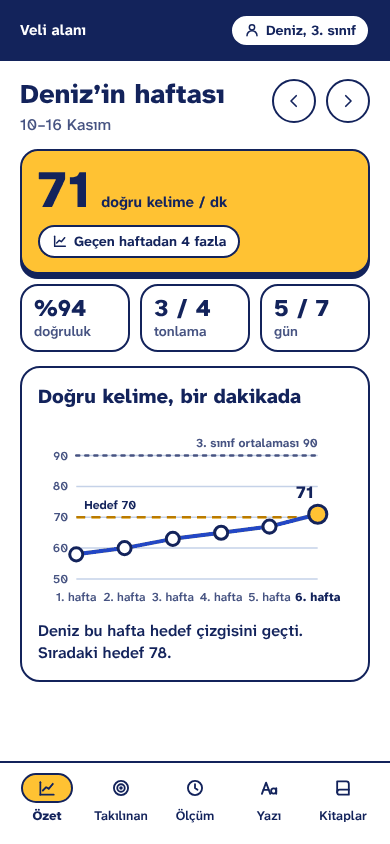 Veli alanı
Deniz, 3. sınıf
Deniz’in haftası
10–16 Kasım
71 doğru kelime / dk
Geçen haftadan 4 fazla
%94
doğruluk
3 / 4
tonlama
5 / 7
gün
Doğru kelime, bir dakikada
3. sınıf ortalaması 90
90
80
71
Hedef 70
70
60
50
1. hafta 2. hafta 3. hafta 4. hafta 5. hafta 6. hafta
Deniz bu hafta hedef çizgisini geçti.
Sıradaki hedef 78.
Özet
Takılınan
Ölçüm
Aa
Yazı
Kitaplar